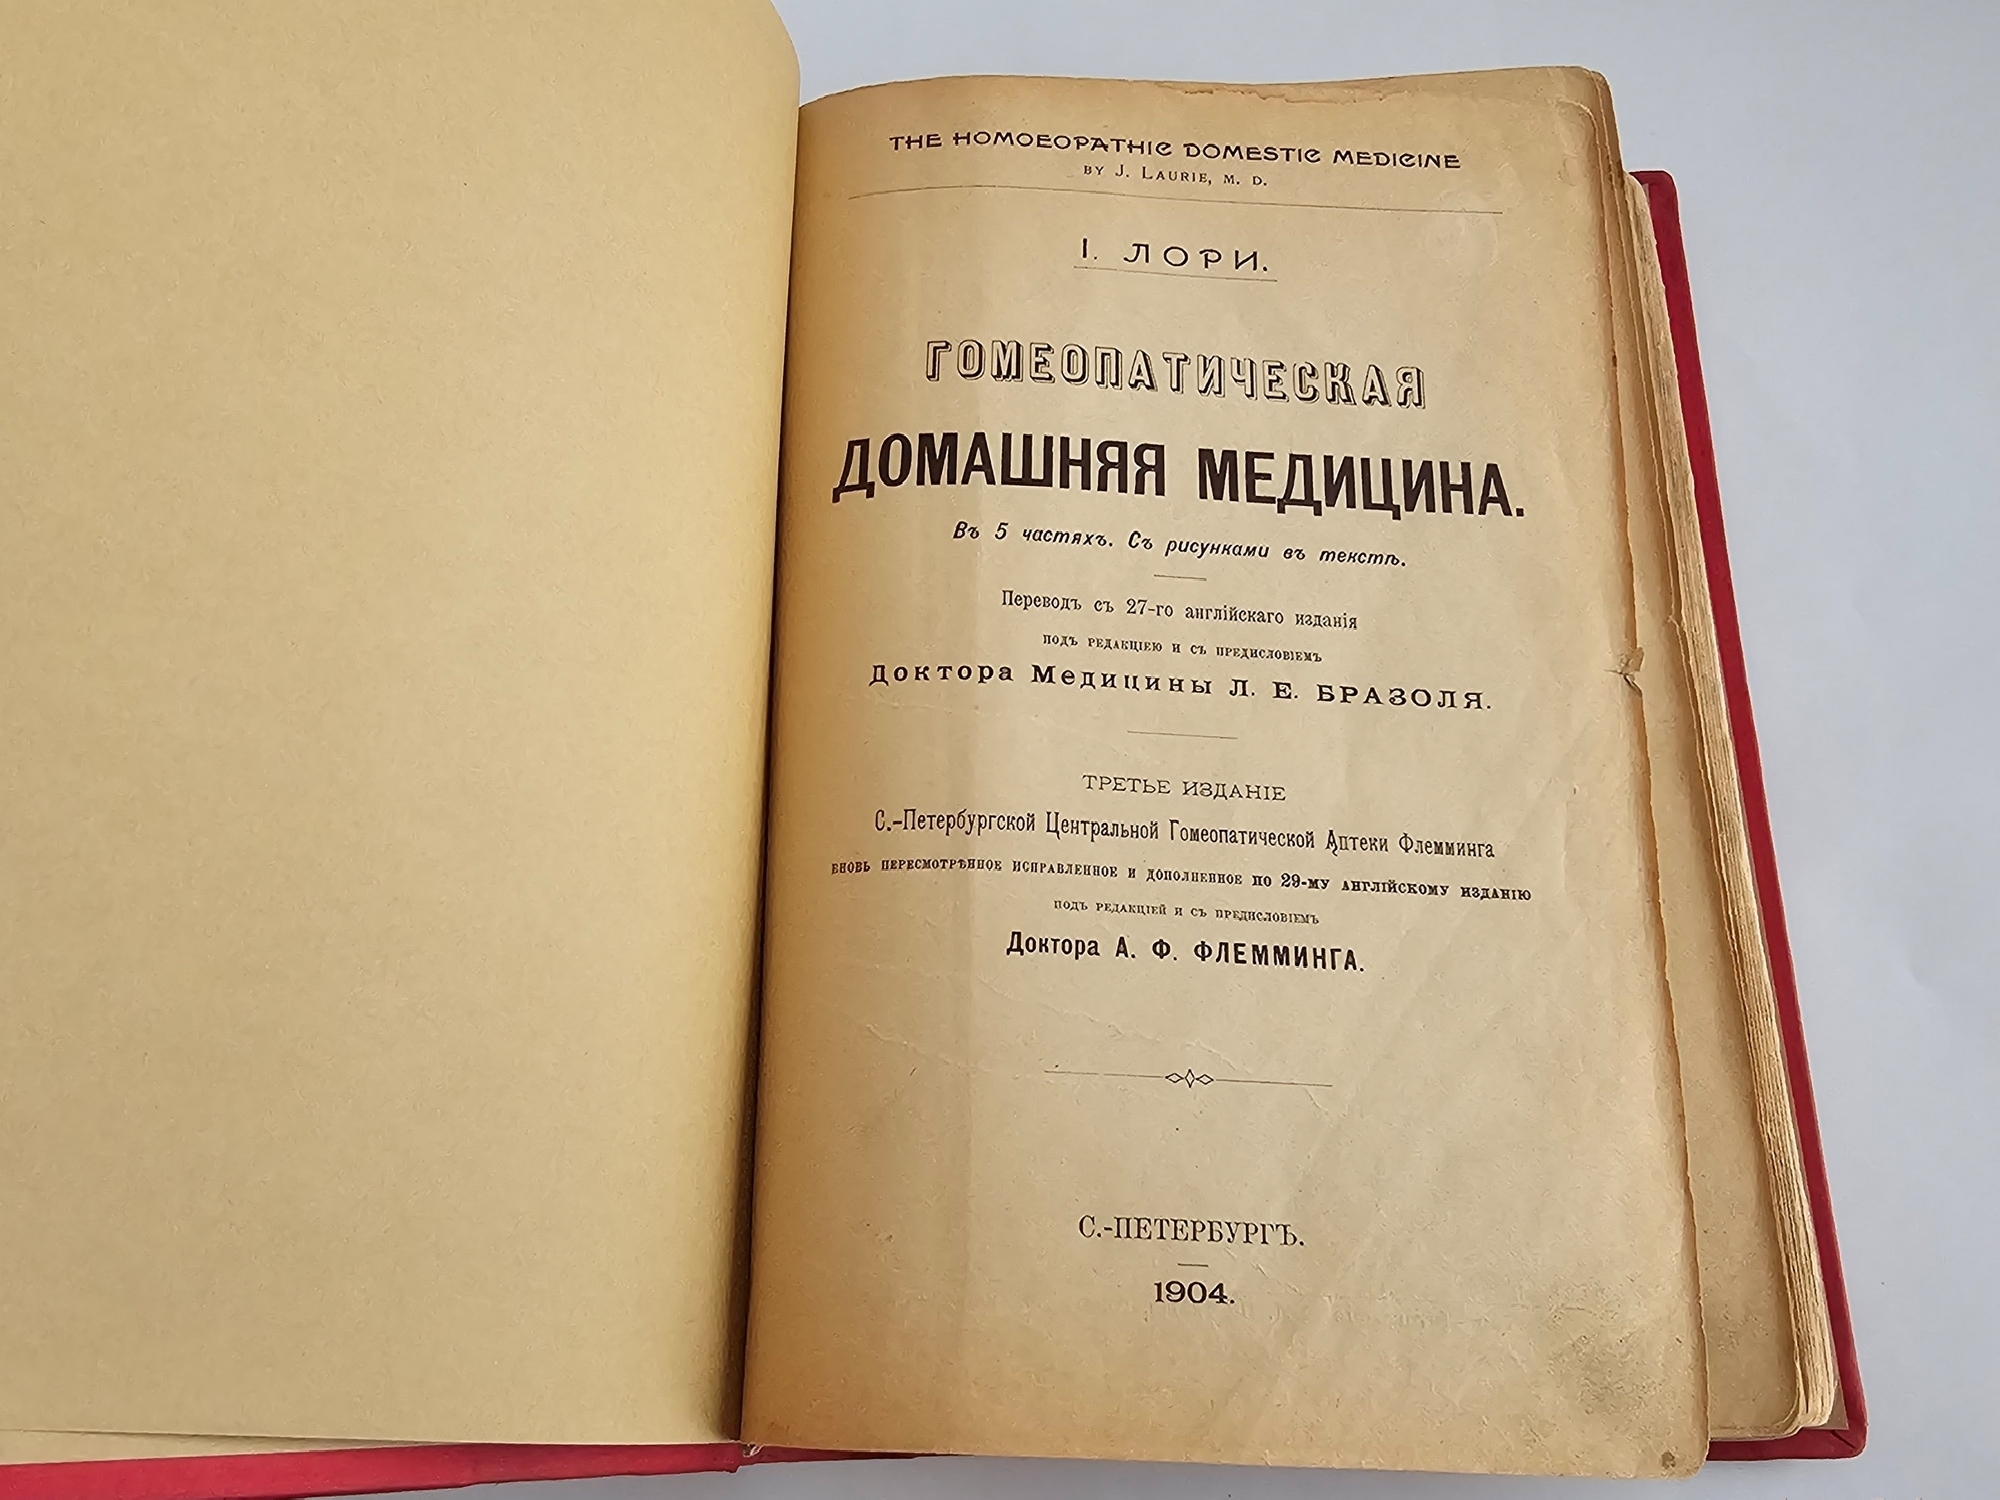 THE HOMOEOPATHIC DOMESTIC MEDICINE
BY J. LAURIE, M. D.
І. ЛОРИ.
ГОМЕОПАТИЧЕСКАЯ
ДОМАШНЯЯ МЕДИЦИНА.
Въ 5 частяхъ. Съ рисунками въ текстѣ.
Переводъ съ 27-го англійскаго изданія
ПОДЪ РЕДАКЦІЕЮ И СЪ ПРЕДИСЛОВІЕМЪ
Доктора Медицины Л. Е. БРАЗОЛЯ.
ТРЕТЬЕ ИЗДАНІЕ
С.-Петербургской Центральной Гомеопатической Аптеки Флемминга
ВНОВЬ ПЕРЕСМОТРѢННОЕ ИСПРАВЛЕННОЕ И ДОПОЛНЕННОЕ ПО 29-МУ АНГЛІЙСКОМУ ИЗДАНІЮ
ПОДЪ РЕДАКЦІЕЙ И СЪ ПРЕДИСЛОВІЕМЪ
Доктора А. Ф. ФЛЕММИНГА.
С.-ПЕТЕРБУРГЪ.
1904.